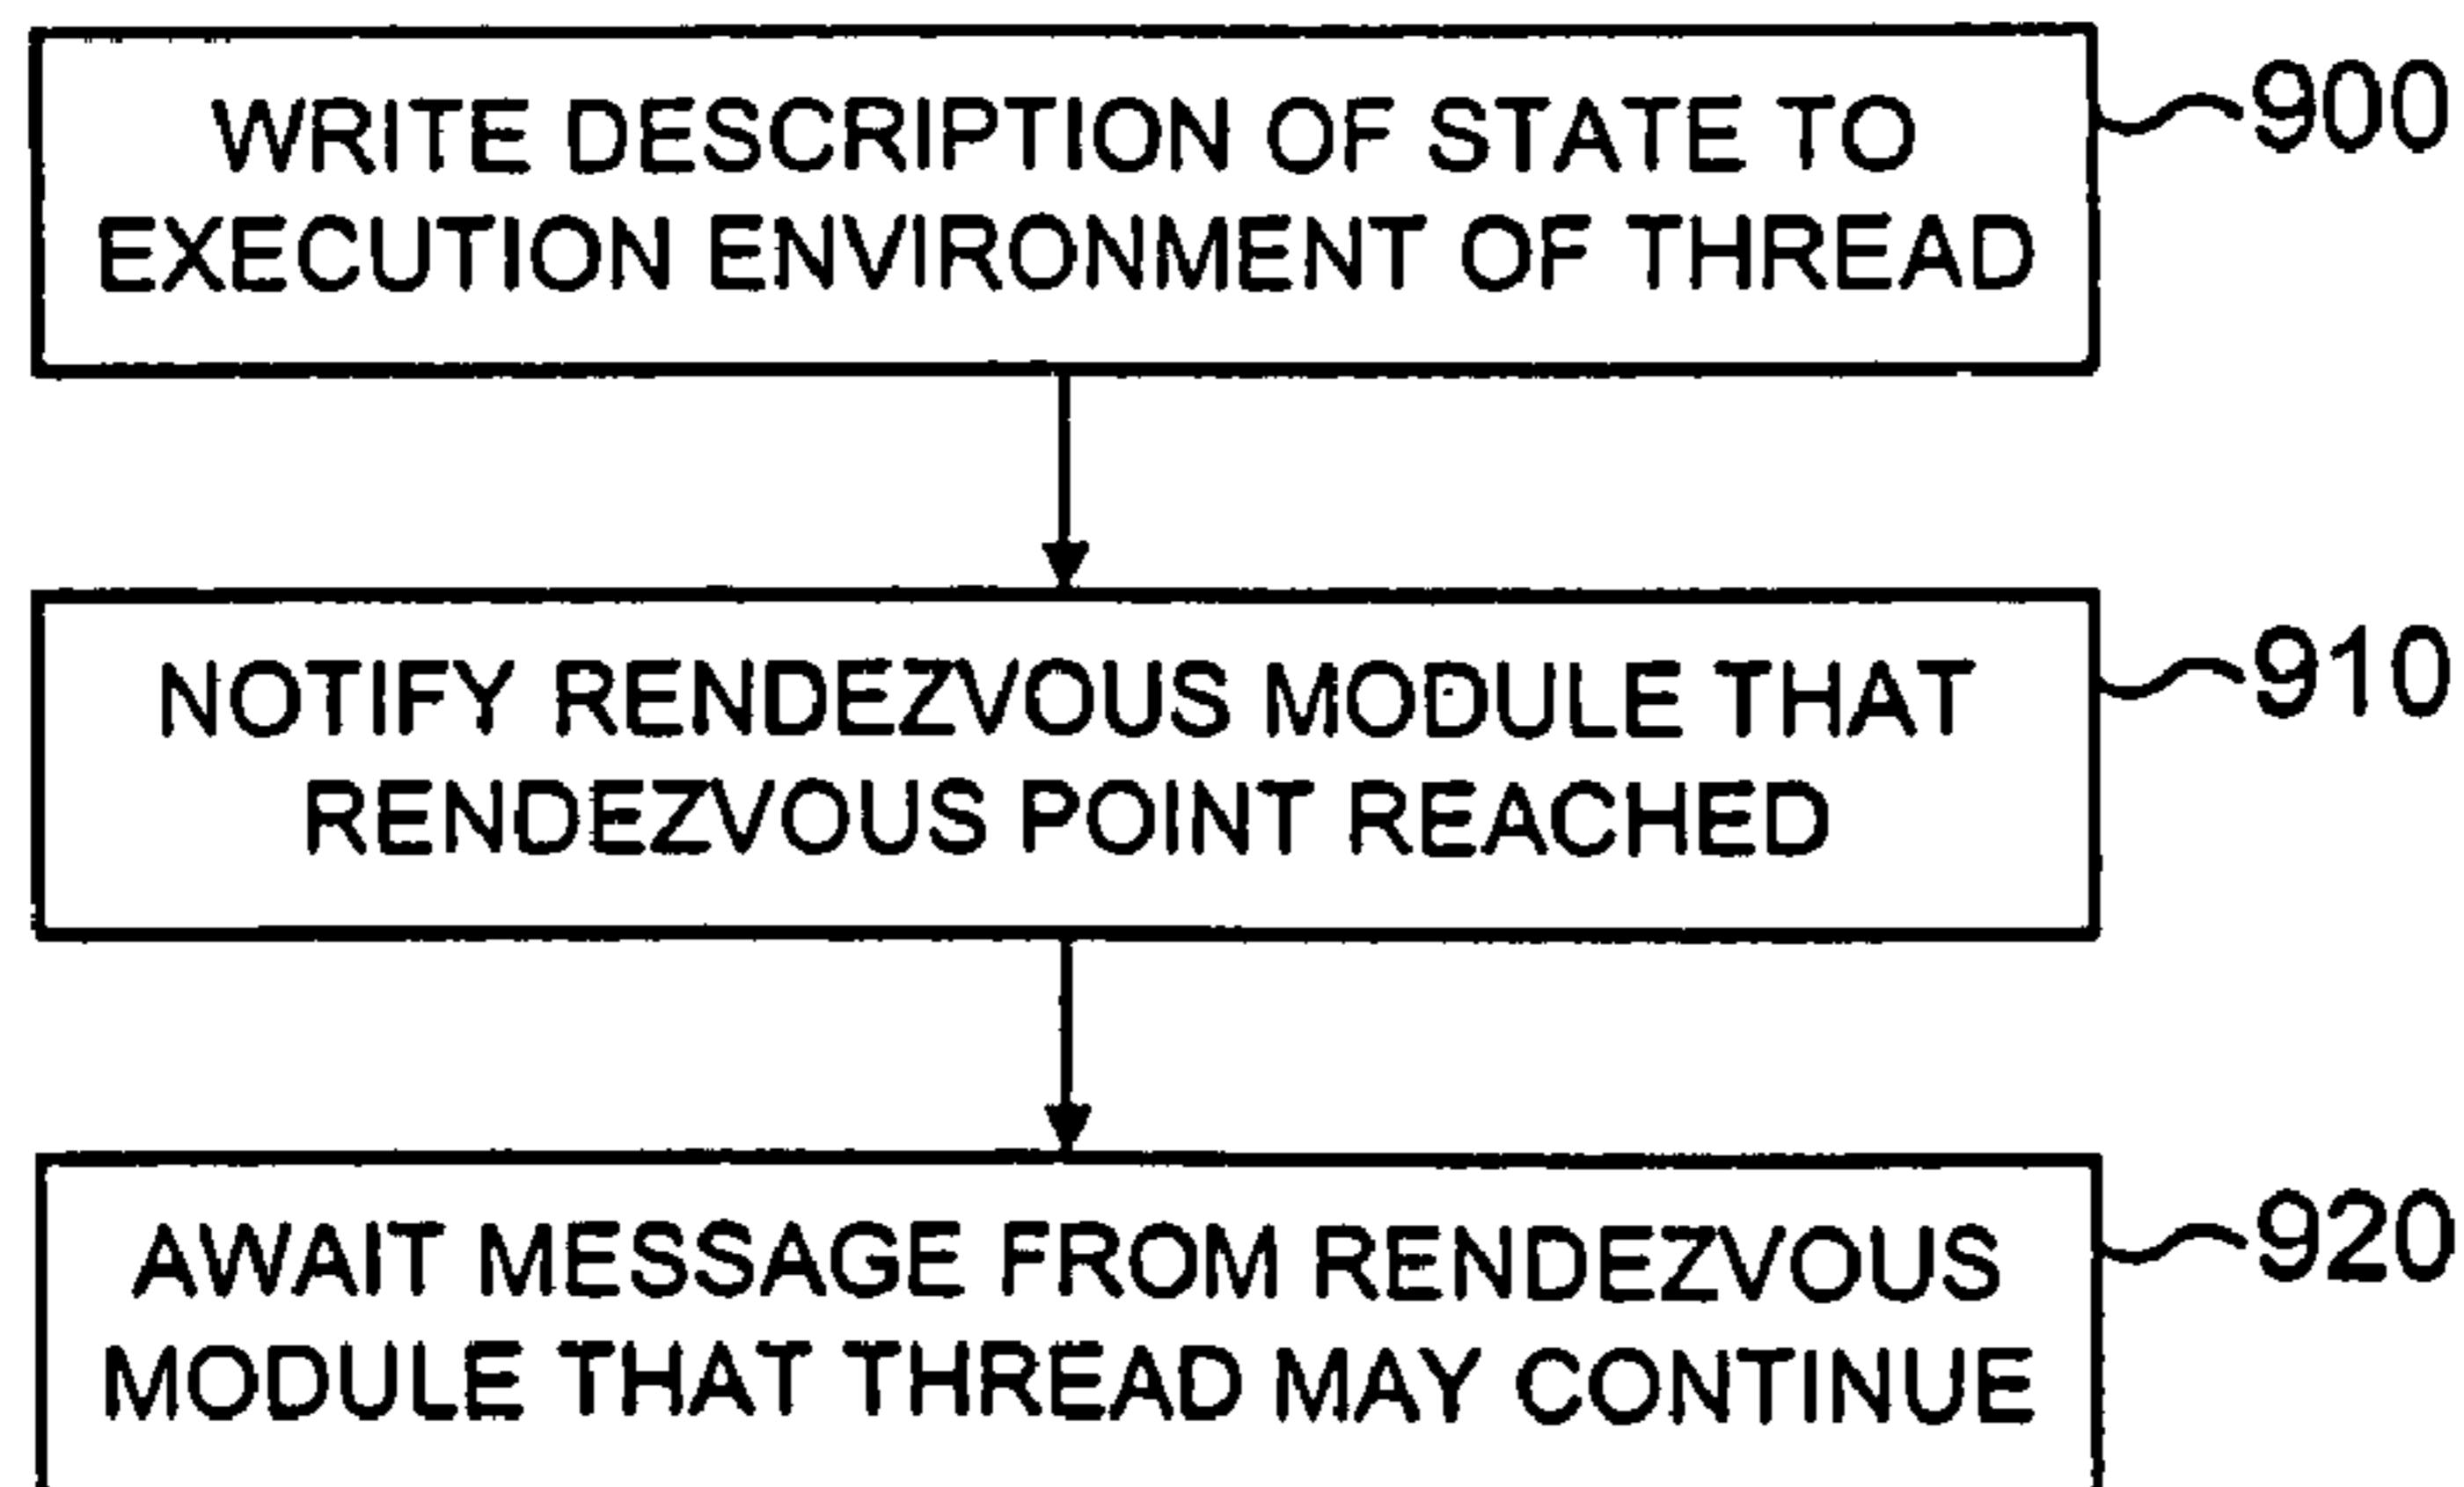 WRITE DESCRIPTION OF STATE TO
EXECUTION ENVIRONMENT OF THREAD
900
NOTIFY RENDEZVOUS MODULE THAT
RENDEZVOUS POINT REACHED
910
AWAIT MESSAGE FROM RENDEZVOUS
MODULE THAT THREAD MAY CONTINUE
920